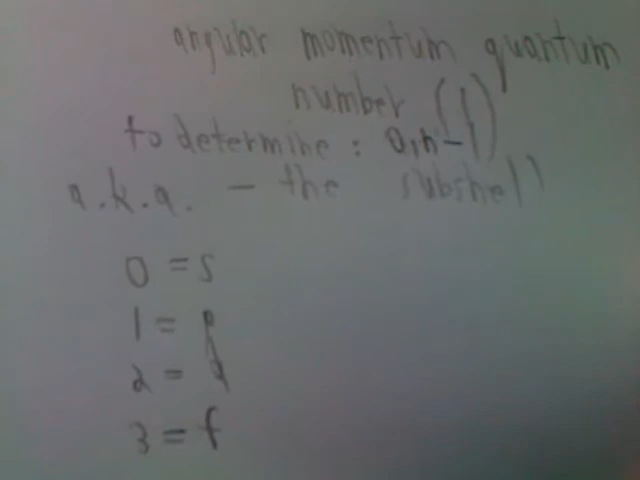 angular momentum quantum
number (l)
to determine : 0, n-1
a.k.a. - the subshell
0 = s
1 = p
2 = d
3 = f